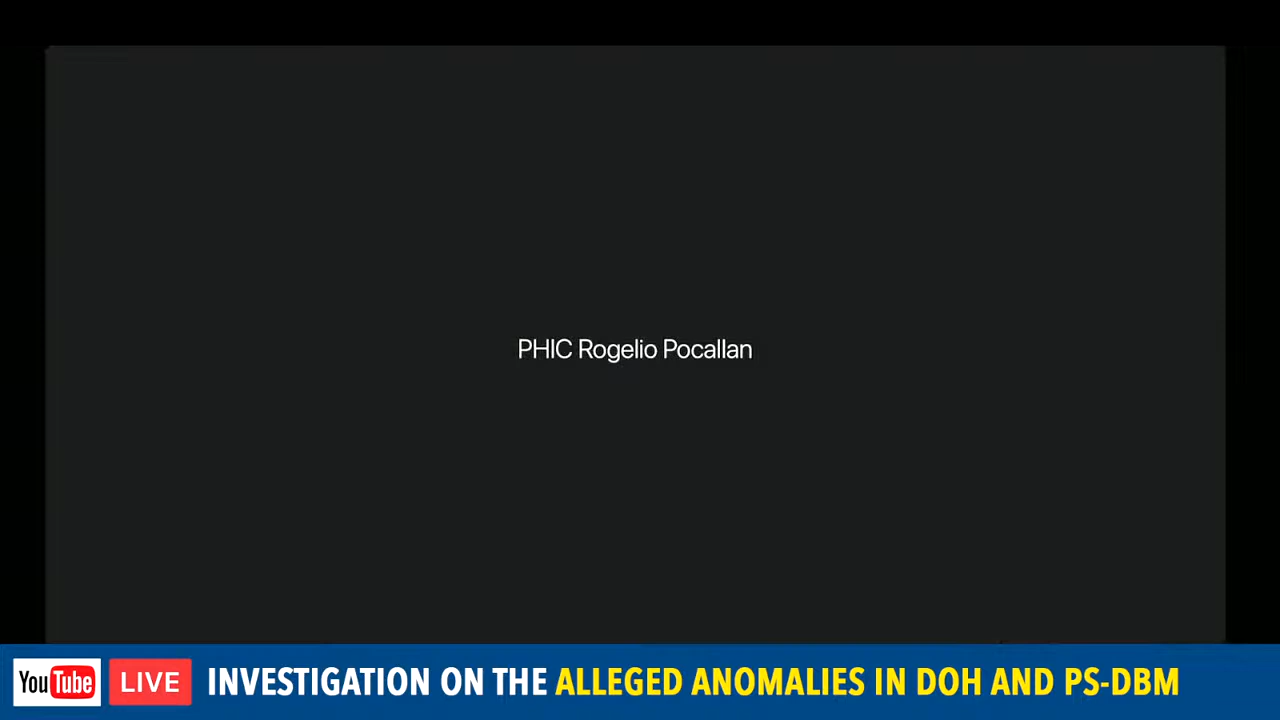 PHIC Rogelio Pocallan
YouTube LIVE INVESTIGATION ON THE ALLEGED ANOMALIES IN DOH AND PS-DBM